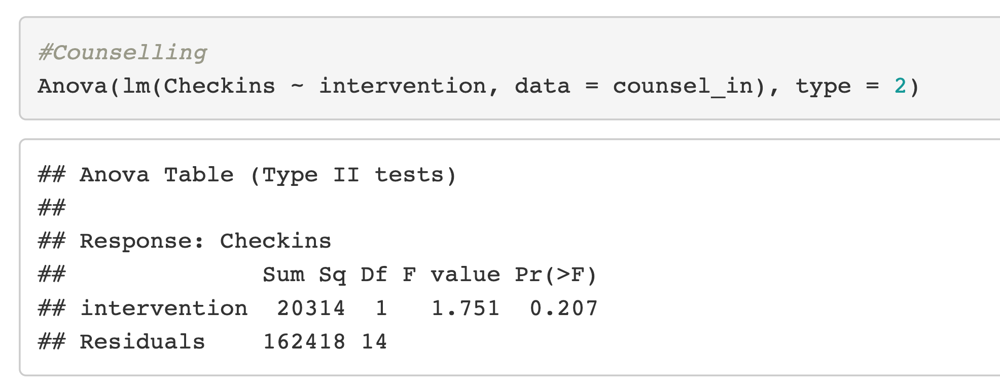 #Counselling
Anova(lm(Checkins ~ intervention, data = counsel_in), type = 2)
## Anova Table (Type II tests)
##
## Response: Checkins
##              Sum Sq Df F value Pr(>F)
## intervention  20314  1   1.751  0.207
## Residuals    162418 14